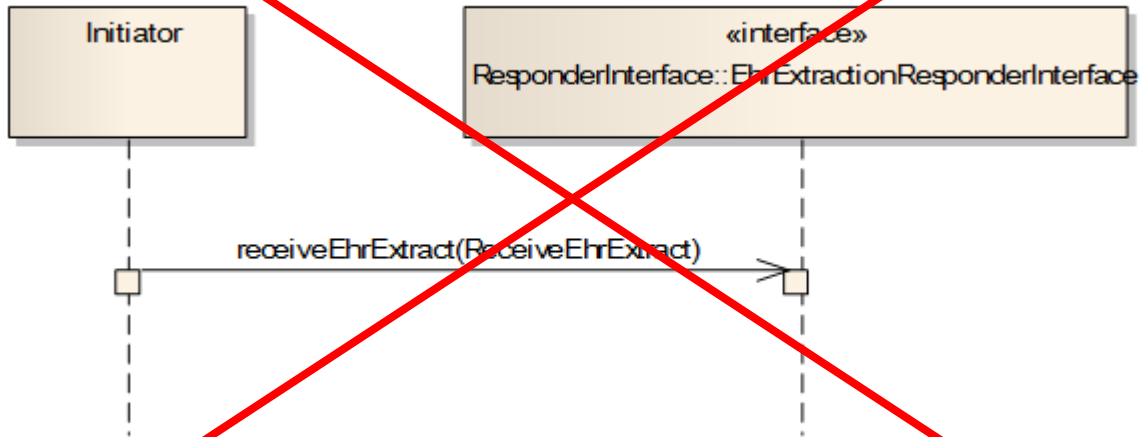 Initiator
«interface»
ResponderInterface::EhrExtractionResponderInterface
receiveEhrExtract(ReceiveEhrExtract)